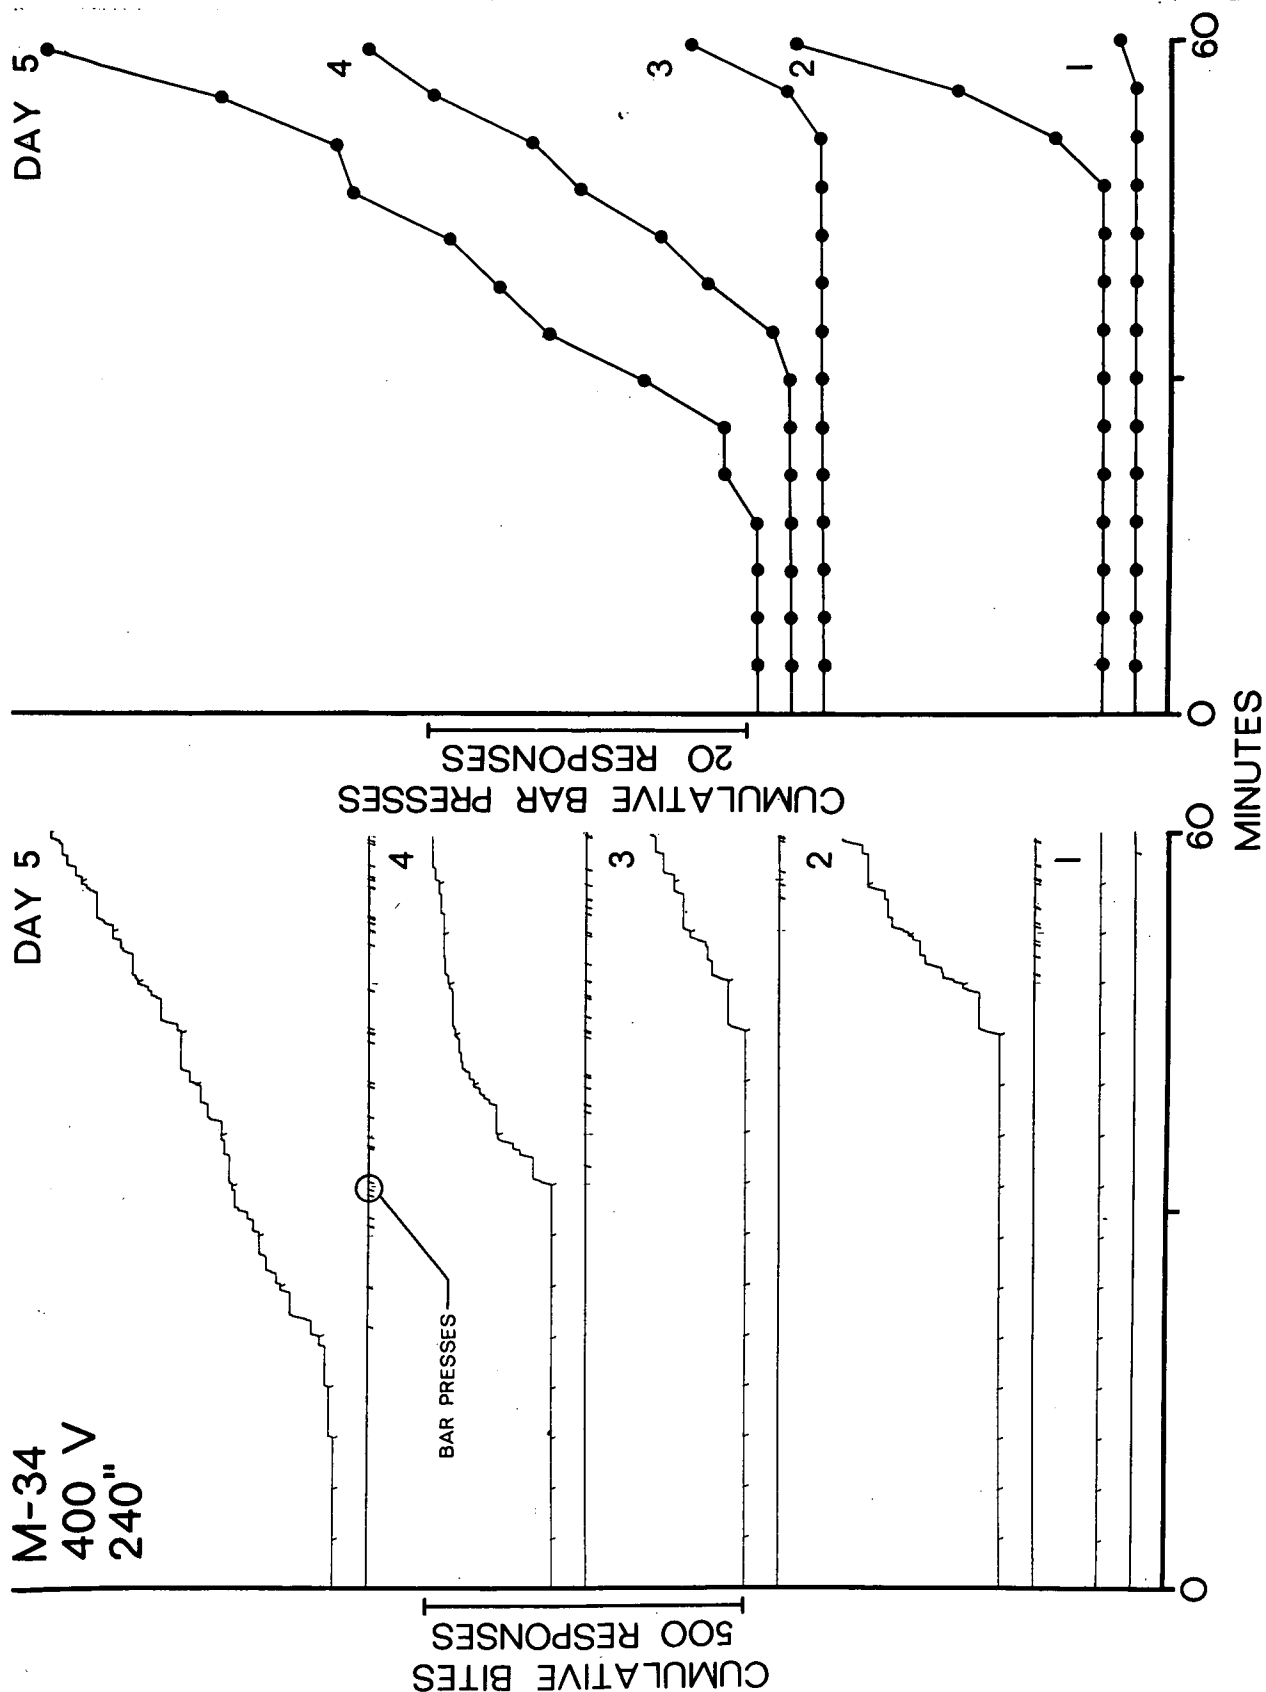 M-34
400 V
240"
DAY 5
4
3
2
1
BAR PRESSES
CUMULATIVE BITES
500 RESPONSES
0
60
DAY 5
4
3
2
1
CUMULATIVE BAR PRESSES
20 RESPONSES
0
60
MINUTES